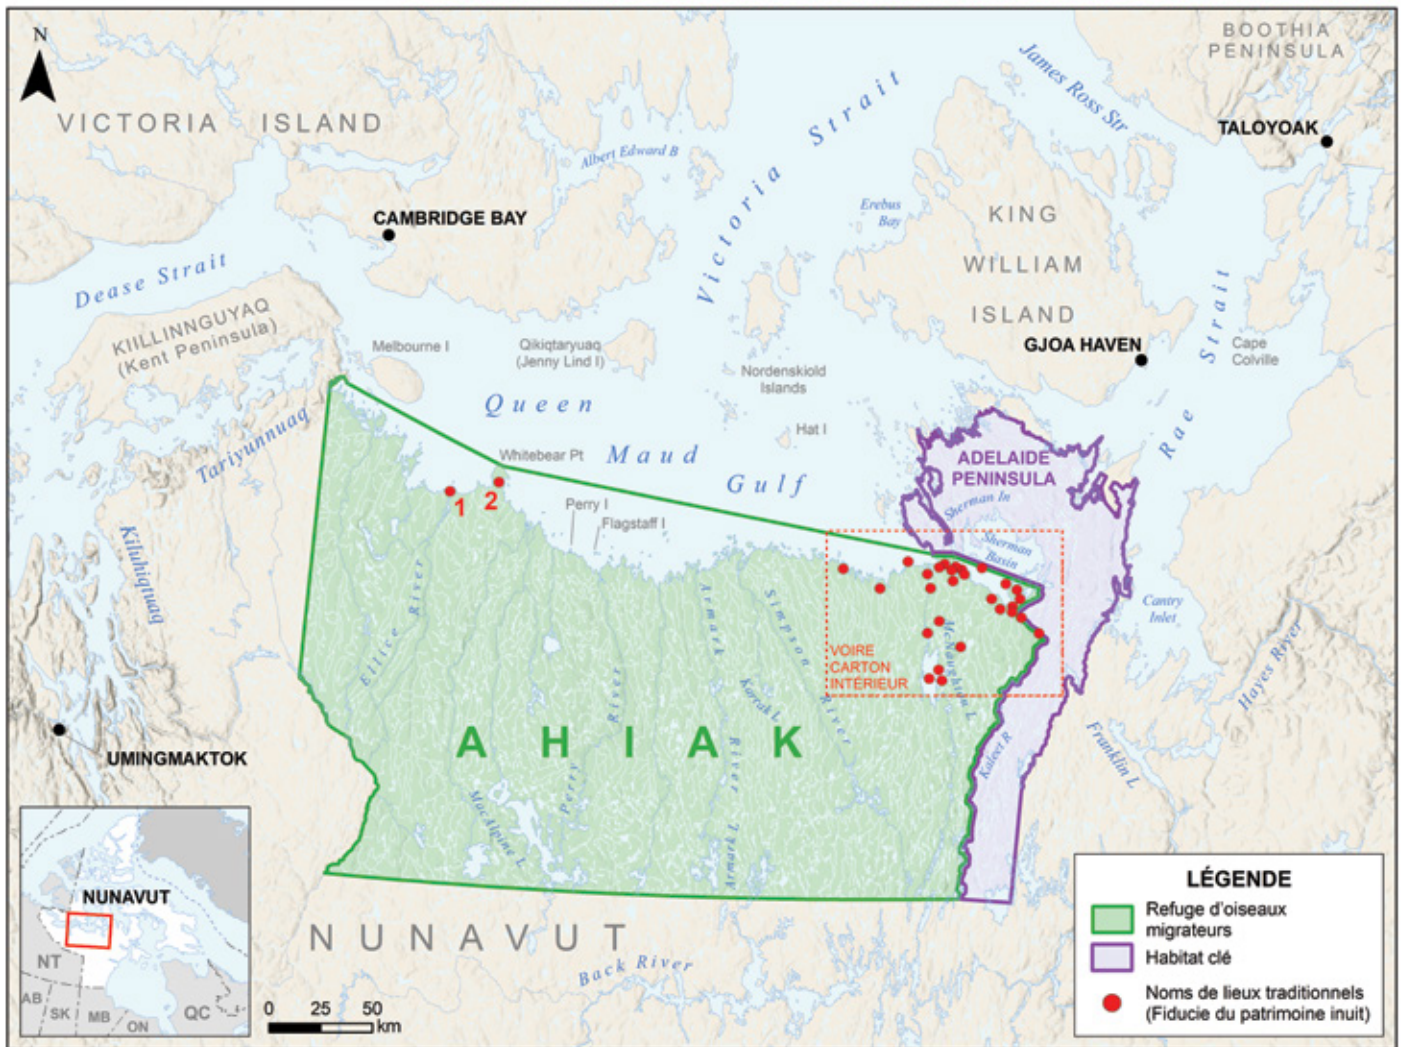 N
BOOTHIA
PENINSULA
James Ross Str
VICTORIA ISLAND
TALOYOAK
Victoria Strait
Albert Edward B
CAMBRIDGE BAY
Erebus
Bay
KING
WILLIAM
ISLAND
Dease Strait
KIILLINNGUYAQ
(Kent Peninsula)
Melbourne I
Qikiqtaryuaq
(Jenny Lind I)
GJOA HAVEN
Rae Strait
Cape
Colville
Nordenskiold
Islands
Queen
Maud
Gulf
Hat I
Tariyunnuaq
Whitebear Pt
ADELAIDE
PENINSULA
Sherman In
1
2
Perry I
Flagstaff I
Sherman
Basin
Kiluhiqtuaq
Cantry
Inlet
Ellice River
Armark River
Simpson River
McNaughton L
VOIRE
CARTON
INTÉRIEUR
Hayes River
Karrak L
Perry River
AHIAK
UMINGMAKTOK
Kaleet R
Franklin L
MacAlpine L
Armark L
NUNAVUT
Back River
NUNAVUT
NT
AB
SK
MB
ON
QC
0 25 50
km
LÉGENDE
Refuge d'oiseaux
migrateurs
Habitat clé
Noms de lieux traditionnels
(Fiducie du patrimoine inuit)